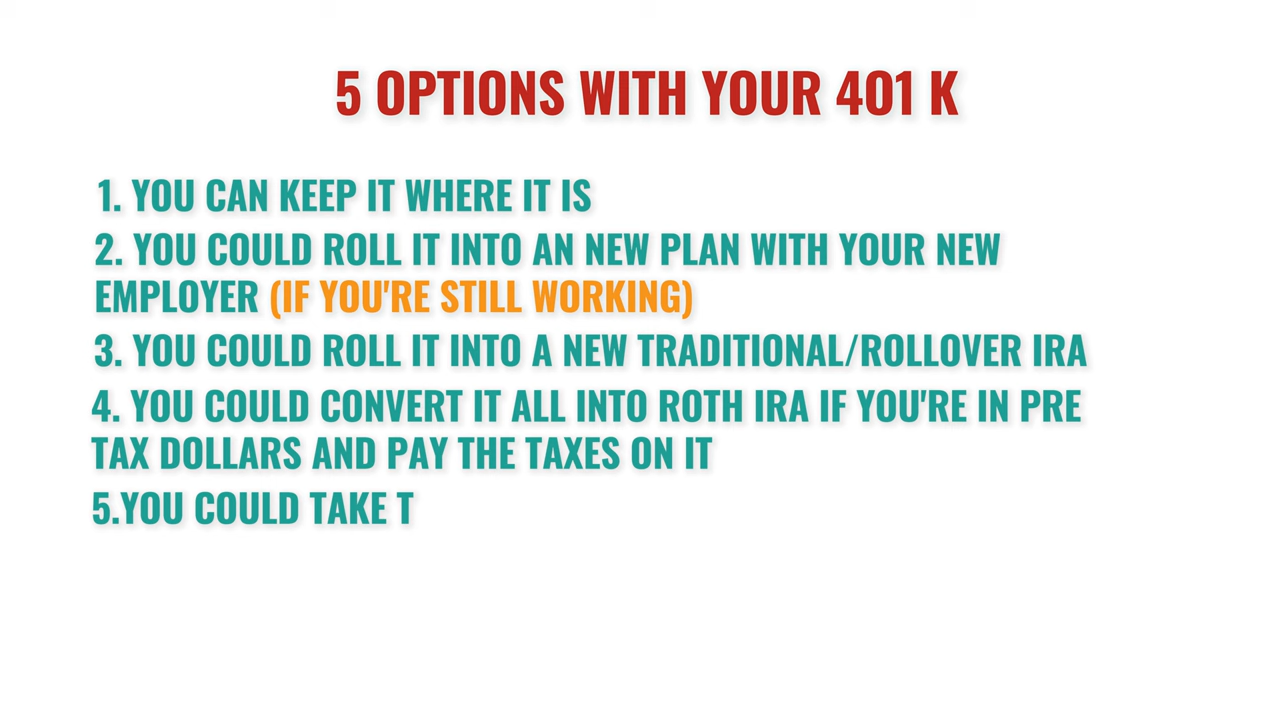 5 OPTIONS WITH YOUR 401 K
1. YOU CAN KEEP IT WHERE IT IS
2. YOU COULD ROLL IT INTO AN NEW PLAN WITH YOUR NEW
EMPLOYER (IF YOU'RE STILL WORKING)
3. YOU COULD ROLL IT INTO A NEW TRADITIONAL/ROLLOVER IRA
4. YOU COULD CONVERT IT ALL INTO ROTH IRA IF YOU'RE IN PRE
TAX DOLLARS AND PAY THE TAXES ON IT
5.YOU COULD TAKE T